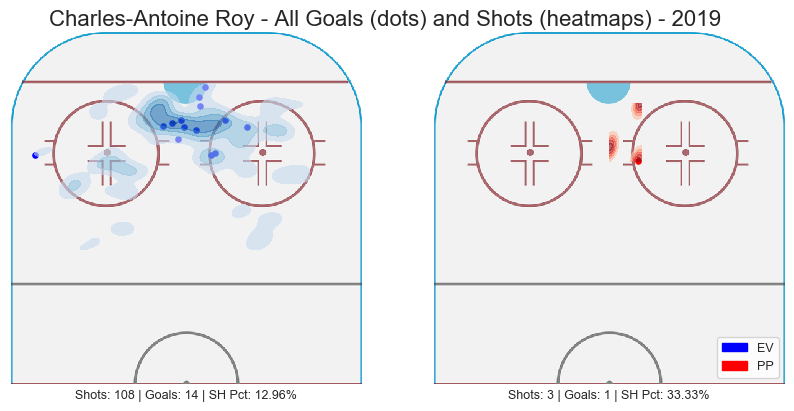 Charles-Antoine Roy - All Goals (dots) and Shots (heatmaps) - 2019
EV
PP
Shots: 108 | Goals: 14 | SH Pct: 12.96%
Shots: 3 | Goals: 1 | SH Pct: 33.33%